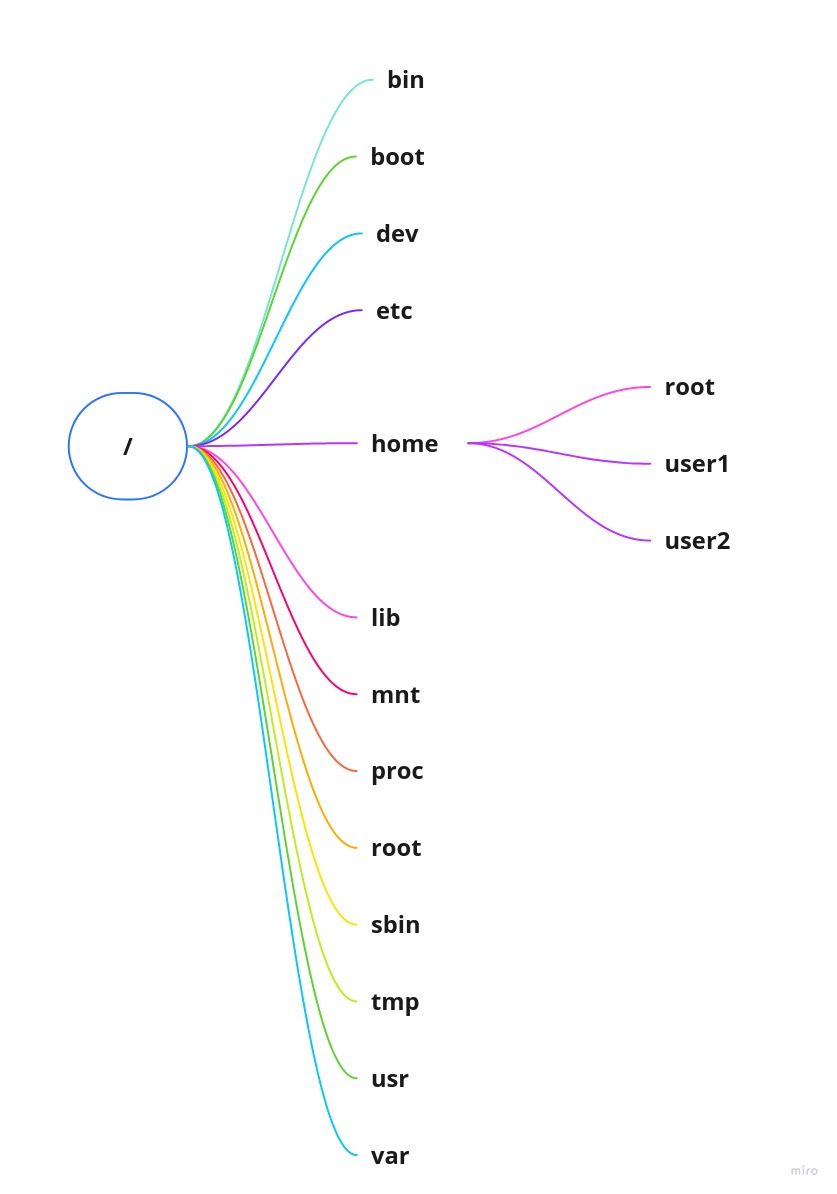 /
bin
boot
dev
etc
home
root
user1
user2
lib
mnt
proc
root
sbin
tmp
usr
var
miro